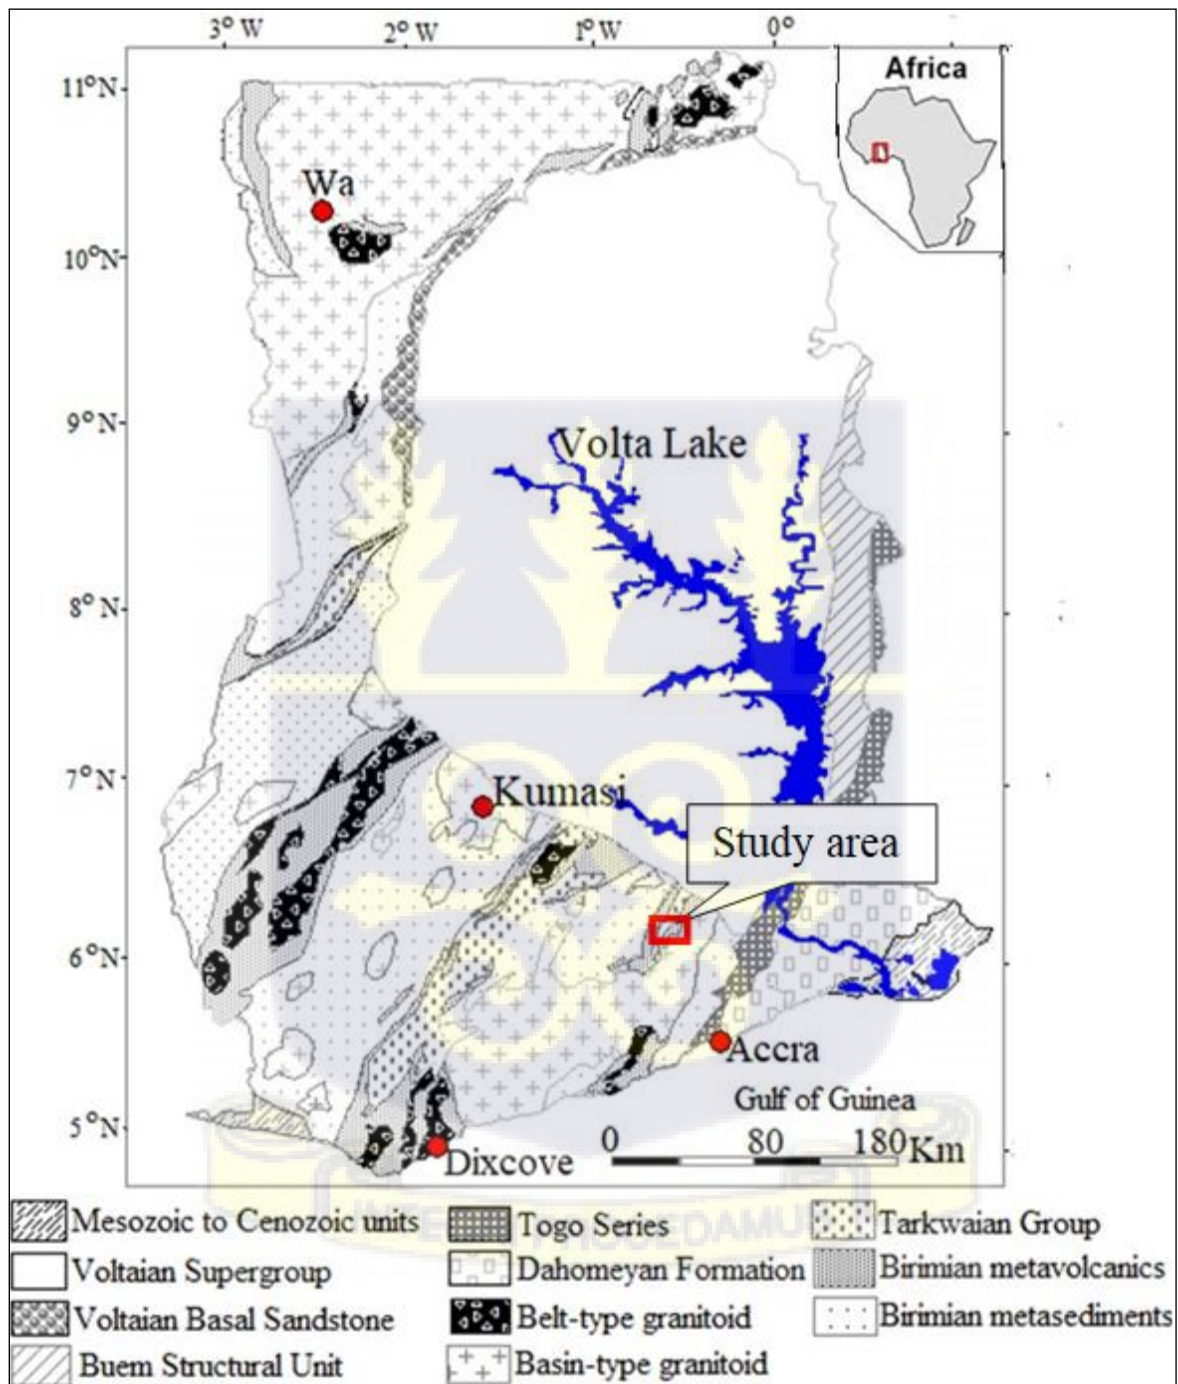 3° W 2° W 1° W 0°
Africa
11°N
Wa
10°N
9°N
Volta Lake
8°N
7°N
Kumasi
Study area
6°N
Accra
Gulf of Guinea
5°N
0 80 180 Km
Dixcove
Mesozoic to Cenozoic units Togo Series Tarkwaian Group
Voltaian Supergroup Dahomeyan Formation Birimian metavolcanics
Voltaian Basal Sandstone Belt-type granitoid Birimian metasediments
Buem Structural Unit Basin-type granitoid